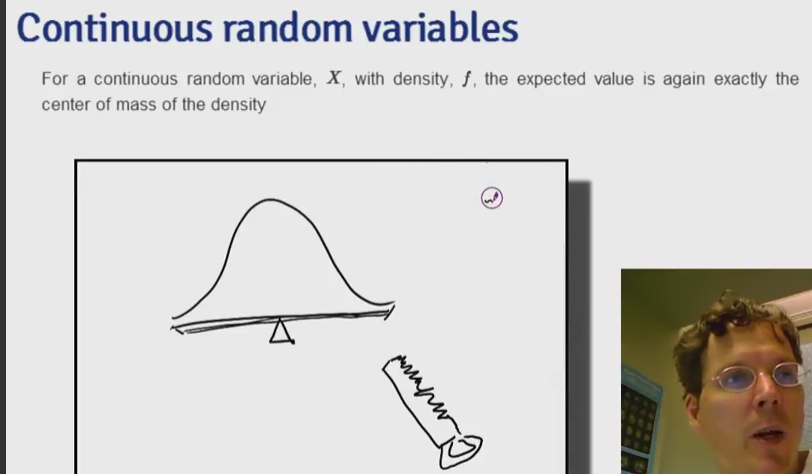 Continuous random variables
For a continuous random variable, X, with density, f, the expected value is again exactly the
center of mass of the density